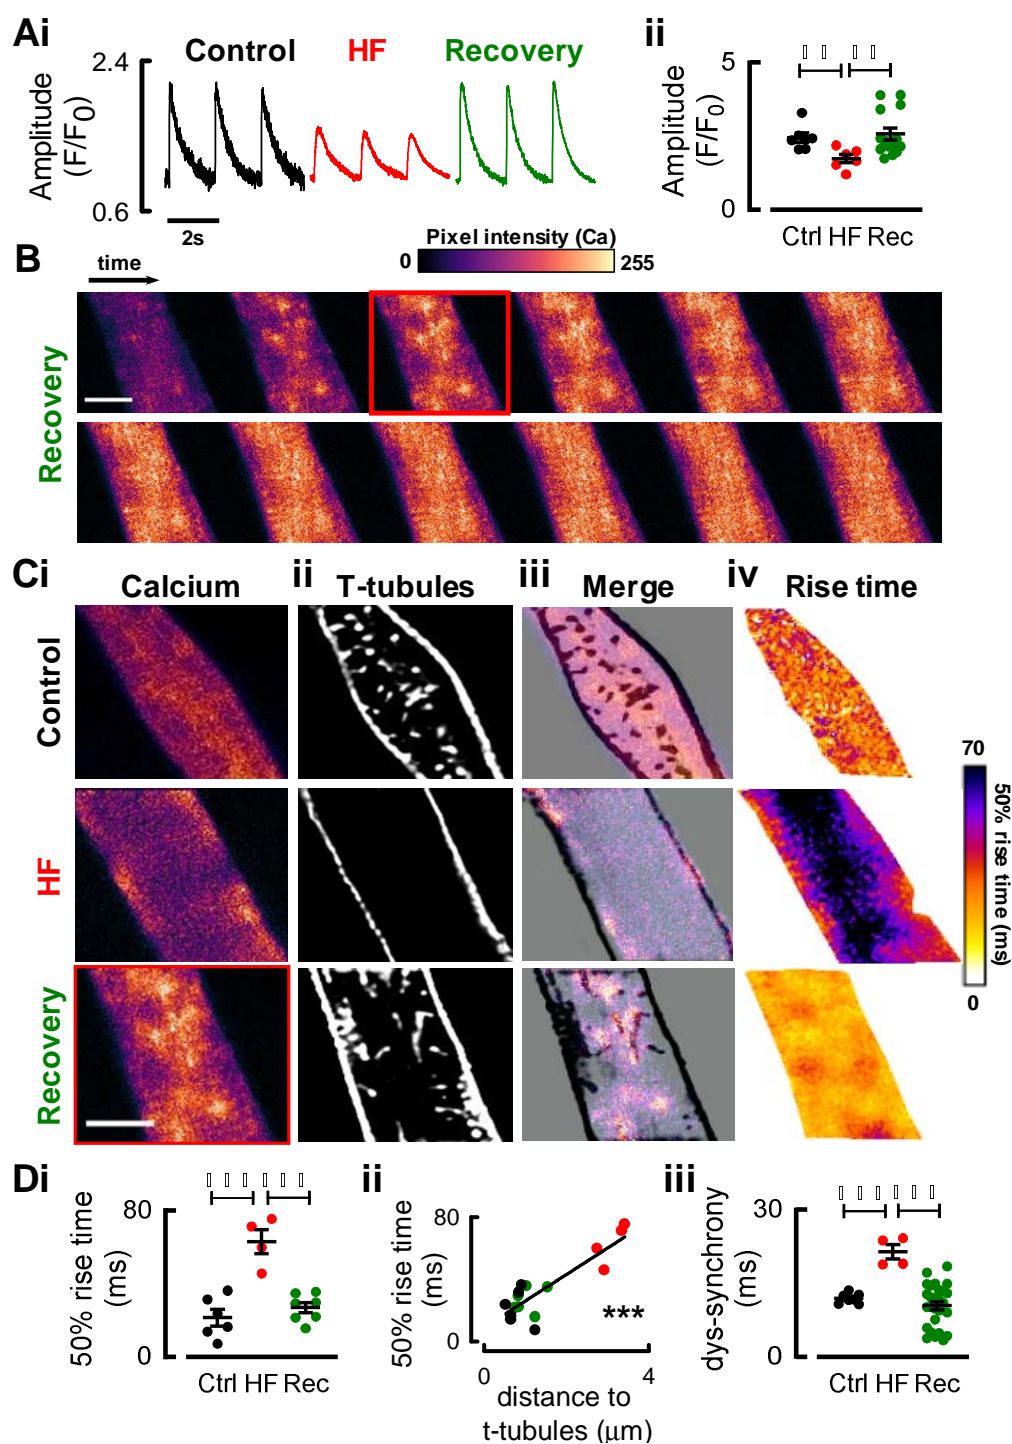 Ai
Control
HF
Recovery
ii
2.4
Amplitude
(F/F0)
0.6
2s
5
Amplitude
(F/F0)
0
Ctrl HF Rec
Pixel intensity (Ca)
0
255
B
time
Recovery
Ci
Calcium
ii
T-tubules
iii
Merge
iv
Rise time
Control
HF
Recovery
70
50% rise time (ms)
0
Di
80
50% rise time
(ms)
0
Ctrl HF Rec
ii
80
50% rise time
(ms)
0
***
0
4
distance to
t-tubules (μm)
iii
30
dys-synchrony
(ms)
0
Ctrl HF Rec